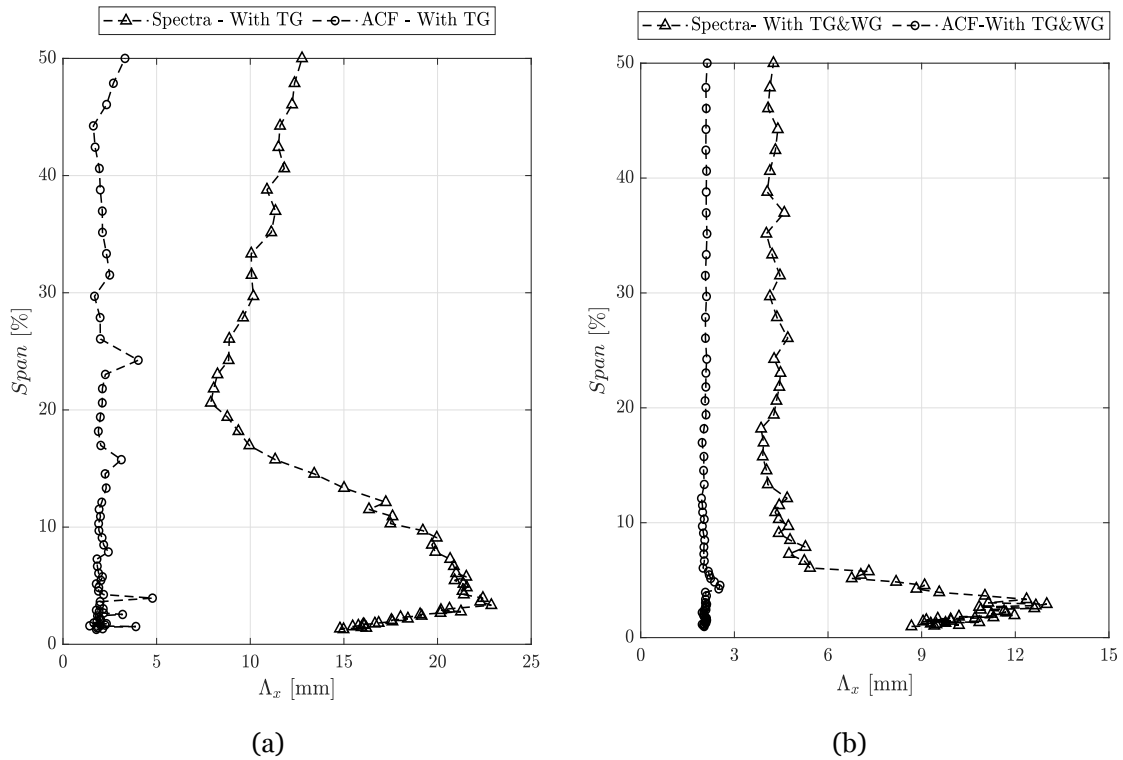 Spectra - With TG ACF - With TG
50
40
30
20
10
0
Span [%]
0 5 10 15 20 25
Λx [mm]
(a)
Spectra- With TG&WG ACF-With TG&WG
50
40
30
20
10
0
Span [%]
0 3 6 9 12 15
Λx [mm]
(b)